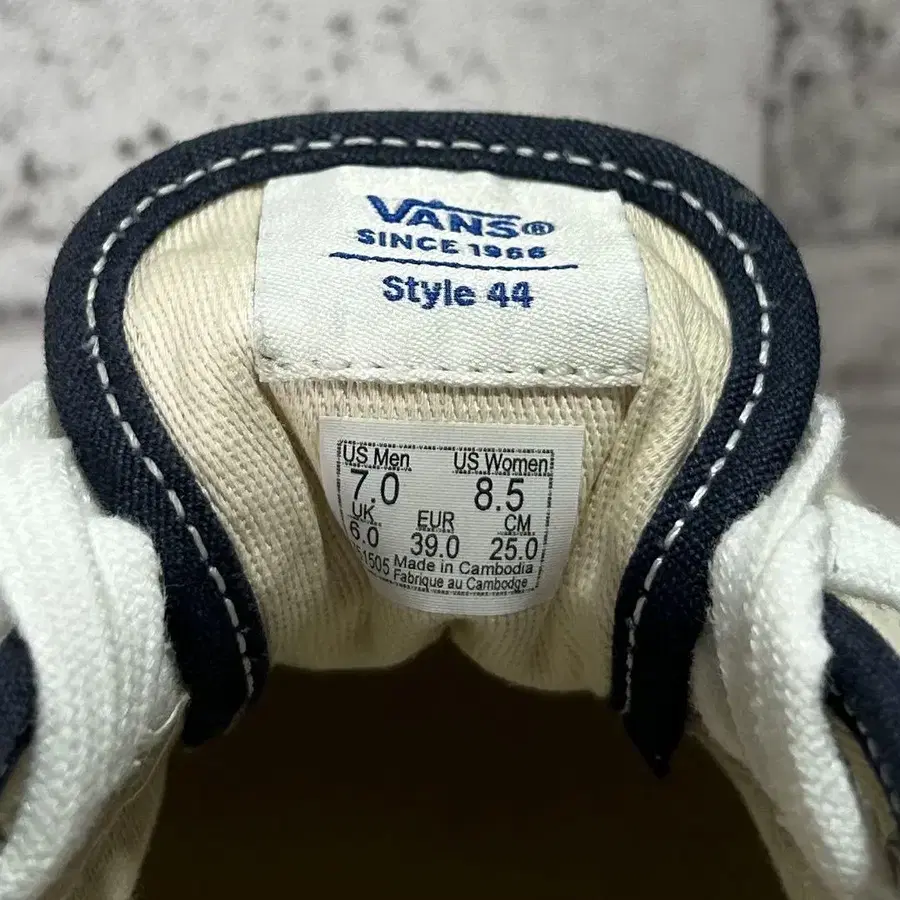 VANS®
SINCE 1966
Style 44
US Men US Women
7.0 8.5
UK EUR CM
6.0 39.0 25.0
Made in Cambodia
Fabrique au Cambodge